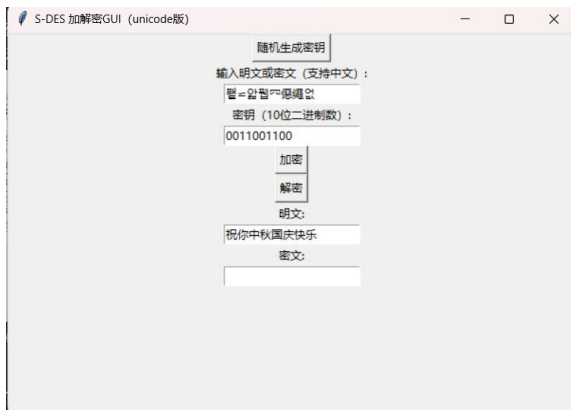 S-DES 加解密GUI（unicode版）
随机生成密钥
输入明文或密文（支持中文）:
密钥（10位二进制数）:
0011001100
加密
解密
明文:
祝你中秋国庆快乐
密文: